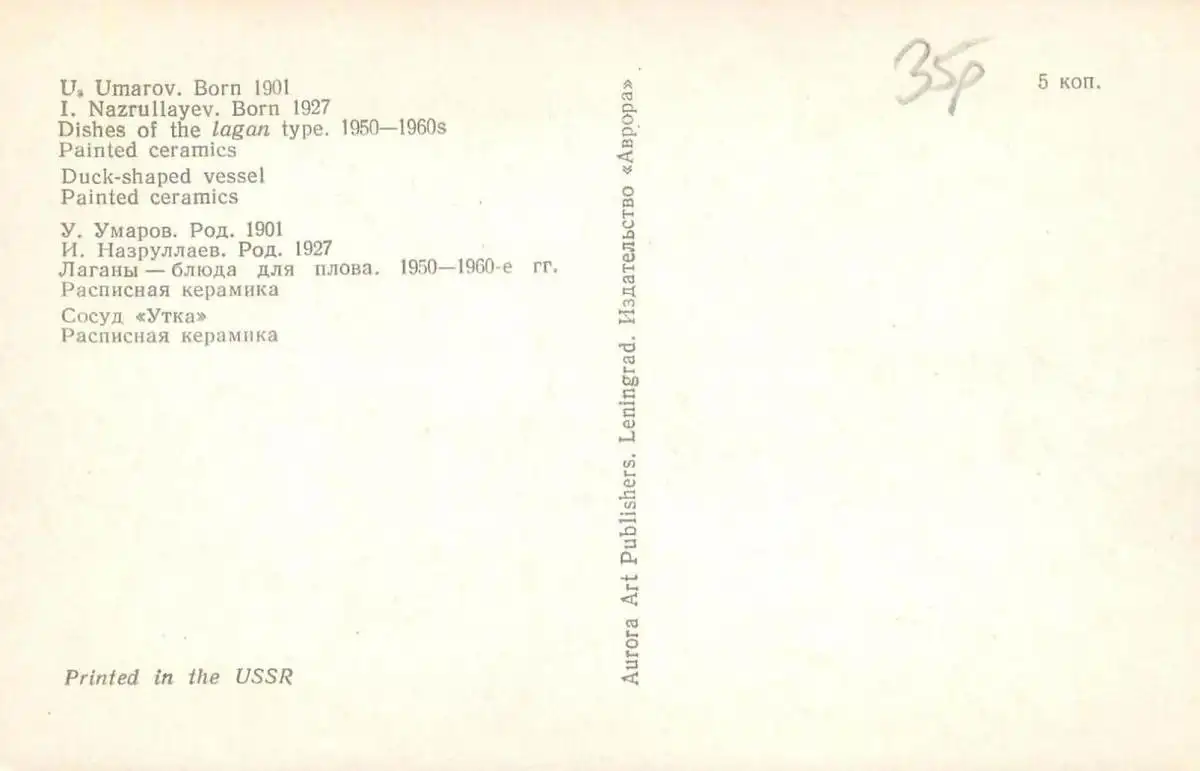 U. Umarov. Born 1901
I. Nazrullayev. Born 1927
Dishes of the lagan type. 1950—1960s
Painted ceramics
Duck-shaped vessel
Painted ceramics
У. Умаров. Род. 1901
И. Назруллаев. Род. 1927
Лаганы — блюда для плова. 1950—1960-е гг.
Расписная керамика
Сосуд «Утка»
Расписная керамика
Printed in the USSR
Aurora Art Publishers. Leningrad. Издательство «Аврора»
35р
5 коп.